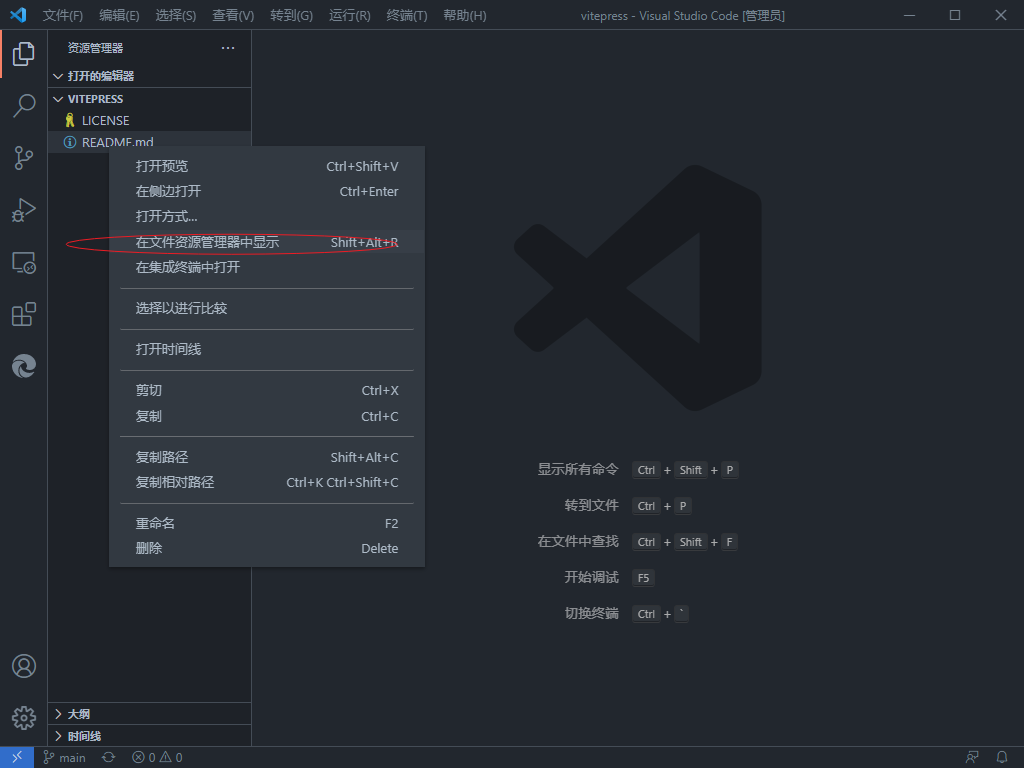 文件(F) 编辑(E) 选择(S) 查看(V) 转到(G) 运行(R) 终端(T) 帮助(H) vitepress - Visual Studio Code [管理员]
资源管理器
打开的编辑器
VITEPRESS
LICENSE
README.md
打开预览 Ctrl+Shift+V
在侧边打开 Ctrl+Enter
打开方式...
在文件资源管理器中显示 Shift+Alt+R
在集成终端中打开
选择以进行比较
打开时间线
剪切 Ctrl+X
复制 Ctrl+C
复制路径 Shift+Alt+C
复制相对路径 Ctrl+K Ctrl+Shift+C
重命名 F2
删除 Delete
显示所有命令 Ctrl + Shift + P
转到文件 Ctrl + P
在文件中查找 Ctrl + Shift + F
开始调试 F5
切换终端 Ctrl + `
大纲
时间线
main 0 0